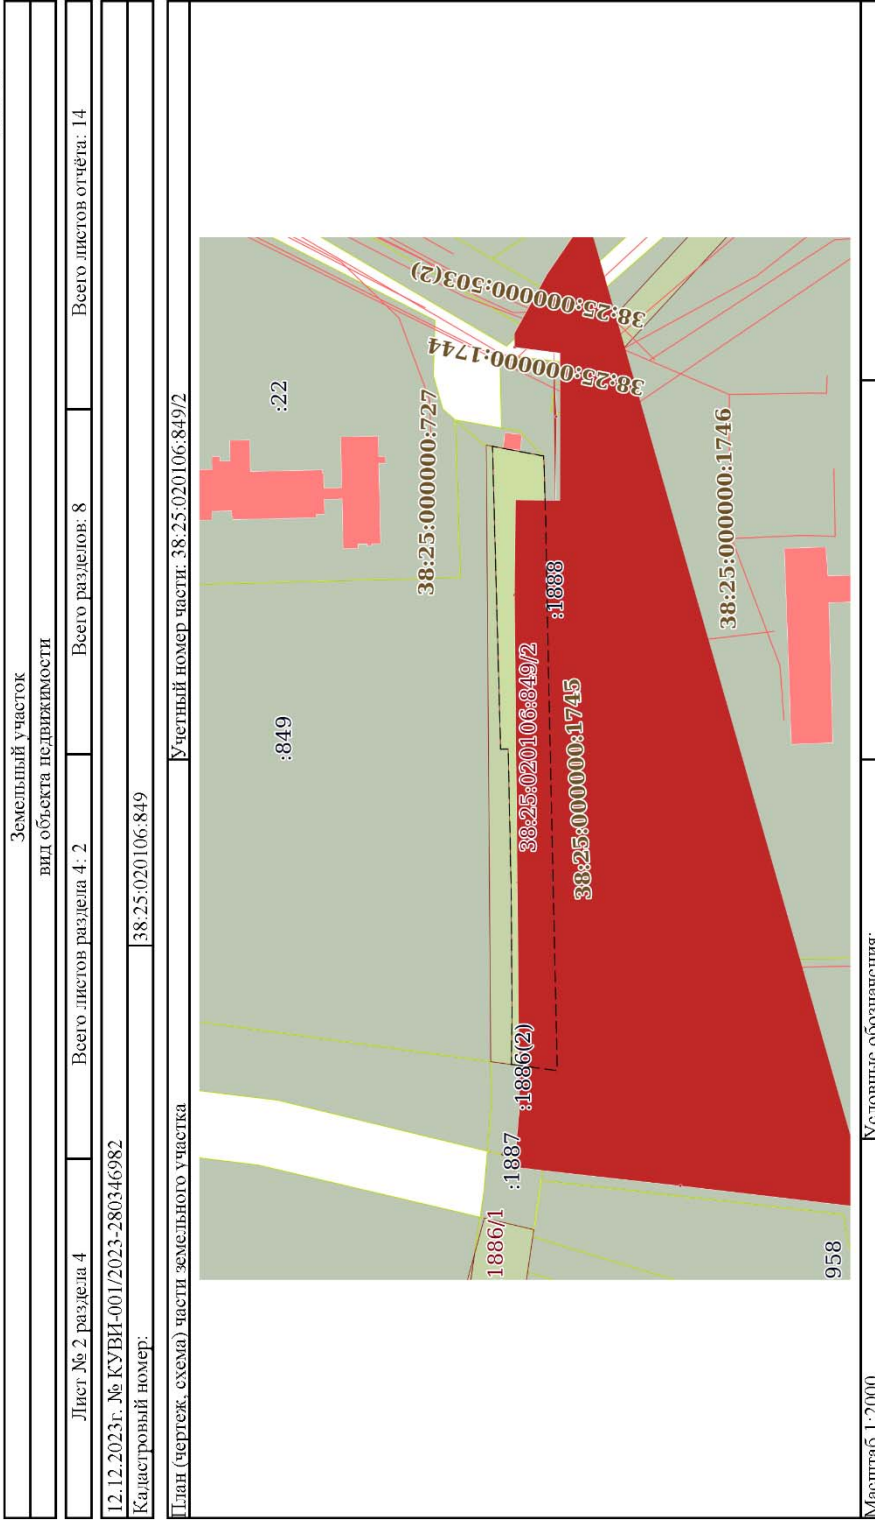 Земельный участок
вид объекта недвижимости
Лист № 2 раздела 4 Всего листов раздела 4: 2 Всего разделов: 8 Всего листов отчёта: 14
12.12.2023г. № КУВИ-001/2023-280346982
Кадастровый номер: 38:25:020106:849
План (чертеж, схема) части земельного участка Учетный номер части: 38:25:020106:849/2
:22
:849
38:25:000000:727
38:25:000000:503(2)
38:25:000000:1744
:1888
38:25:020106:849/2
38:25:000000:1745
38:25:000000:1746
:1886(2)
:1887
1886/1
958
Масштаб 1:2000 Условные обозначения: